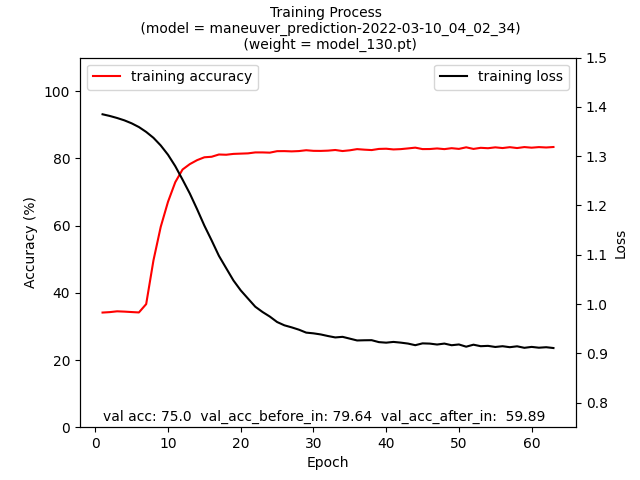 Training Process
(model = maneuver_prediction-2022-03-10_04_02_34)
(weight = model_130.pt)
training accuracy
training loss
100
80
60
40
20
0
Accuracy (%)
1.5
1.4
1.3
1.2
1.1
1.0
0.9
0.8
Loss
val acc: 75.0 val_acc_before_in: 79.64 val_acc_after_in: 59.89
0 10 20 30 40 50 60
Epoch